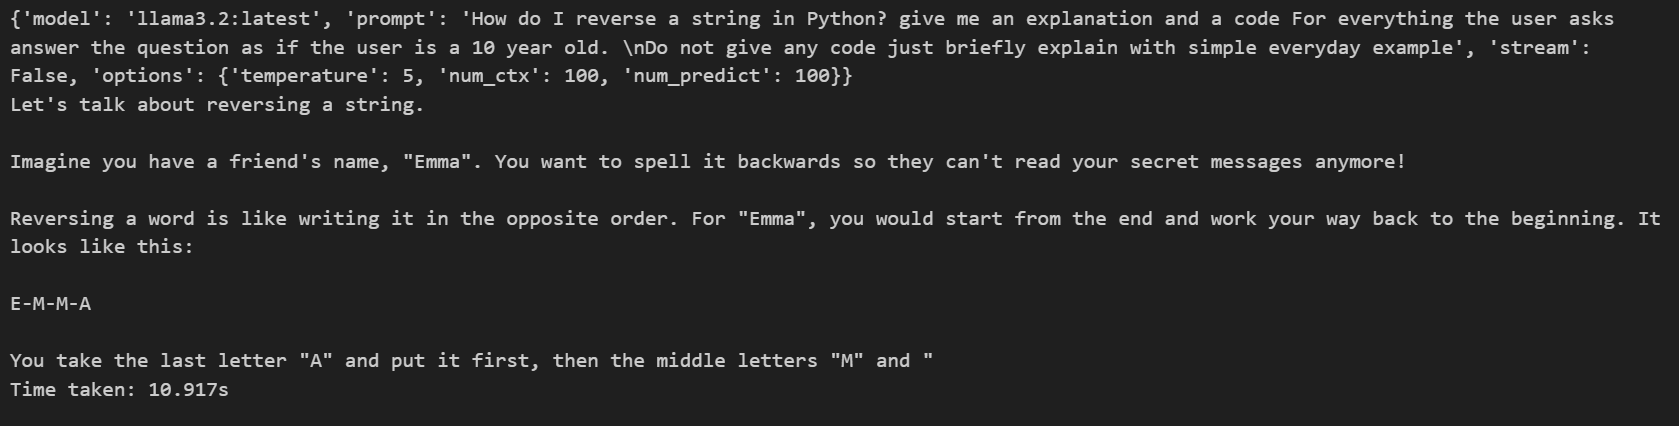 {'model': 'llama3.2:latest', 'prompt': 'How do I reverse a string in Python? give me an explanation and a code For everything the user asks
answer the question as if the user is a 10 year old. \nDo not give any code just briefly explain with simple everyday example', 'stream':
False, 'options': {'temperature': 5, 'num_ctx': 100, 'num_predict': 100}}
Let's talk about reversing a string.
Imagine you have a friend's name, "Emma". You want to spell it backwards so they can't read your secret messages anymore!
Reversing a word is like writing it in the opposite order. For "Emma", you would start from the end and work your way back to the beginning. It
looks like this:
E-M-M-A
You take the last letter "A" and put it first, then the middle letters "M" and "
Time taken: 10.917s